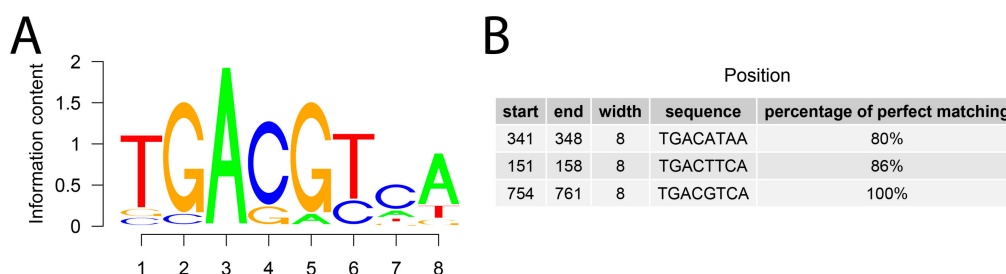 A
Information content
2
1.5
1
0.5
0
T G A C G T C A
G C G A C A T
C T G
1 2 3 4 5 6 7 8
B
Position
start end width sequence percentage of perfect matching
341 348 8 TGACATAA 80%
151 158 8 TGACTTCA 86%
754 761 8 TGACGTCA 100%